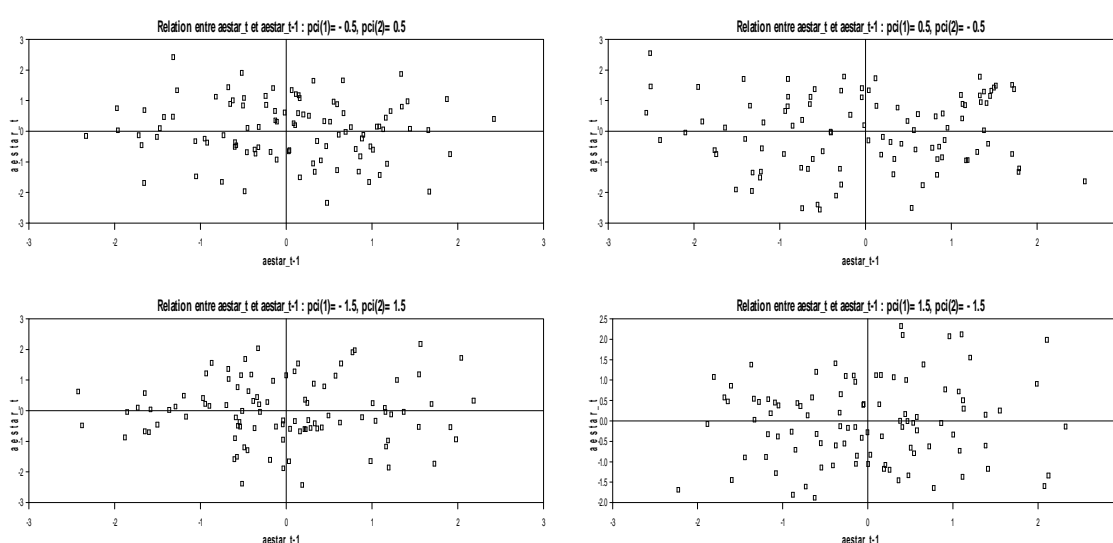 Relation entre aestar_t et aestar_t-1 : pci(1)= - 0.5, pci(2)= 0.5
3
2
1
0
-1
-2
-3
aestar_t
-3 -2 -1 0 1 2 3
aestar_t-1
Relation entre aestar_t et aestar_t-1 : pci(1)= 0.5, pci(2)= - 0.5
3
2
1
0
-1
-2
-3
aestar_t
-3 -2 -1 0 1 2
aestar_t-1
Relation entre aestar_t et aestar_t-1 : pci(1)= - 1.5, pci(2)= 1.5
3
2
1
0
-1
-2
-3
aestar_t
-3 -2 -1 0 1 2 3
aestar_t-1
Relation entre aestar_t et aestar_t-1 : pci(1)= 1.5, pci(2)= - 1.5
2.5
2.0
1.5
1.0
0.5
0.0
-0.5
-1.0
-1.5
-2.0
aestar_t
-3 -2 -1 0 1 2
aestar_t-1